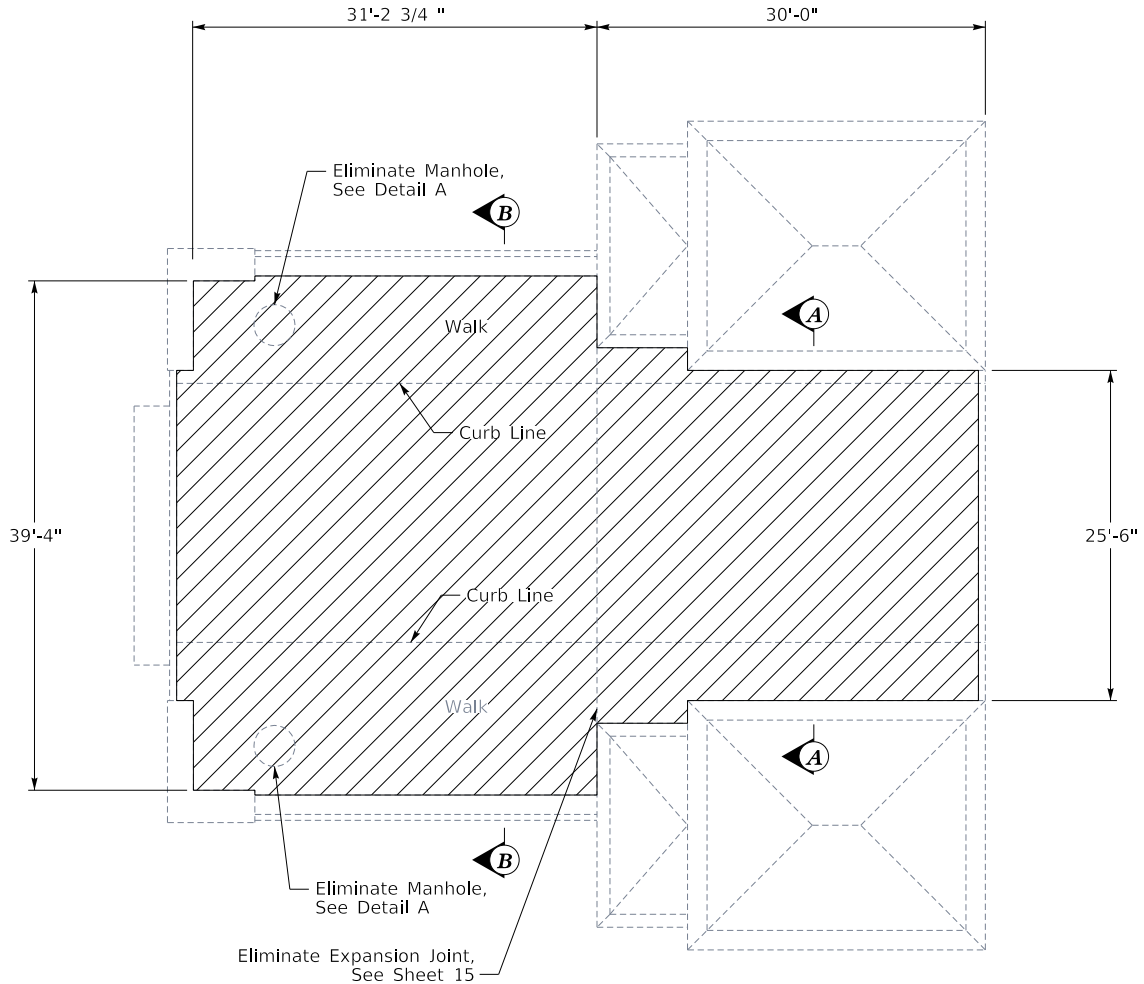 31'-2 3/4 "
30'-0"
Eliminate Manhole,
See Detail A
B
A
Walk
Curb Line
39'-4"
25'-6"
Curb Line
Walk
A
B
Eliminate Manhole,
See Detail A
Eliminate Expansion Joint,
See Sheet 15